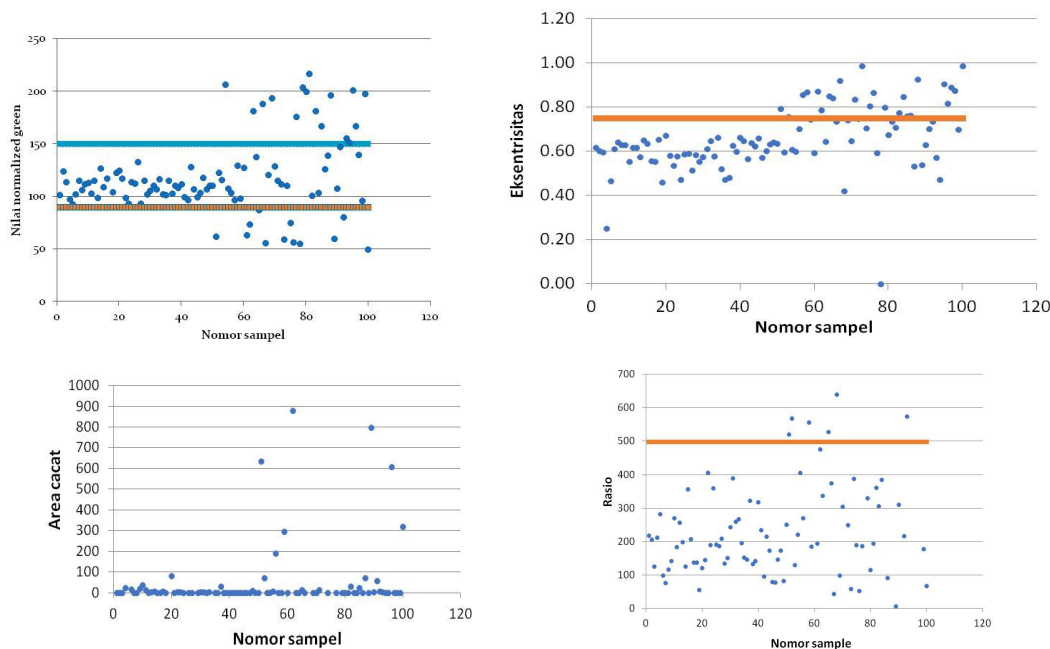 Nilai normalized green
250
200
150
100
50
0
0 20 40 60 80 100 120
Nomor sampel
Eksentrisitas
1.20
1.00
0.80
0.60
0.40
0.20
0.00
0 20 40 60 80 100 120
Nomor sampel
Area cacat
1000
900
800
700
600
500
400
300
200
100
0
0 20 40 60 80 100 120
Nomor sampel
Rasio
700
600
500
400
300
200
100
0
0 20 40 60 80 100 120
Nomor sample